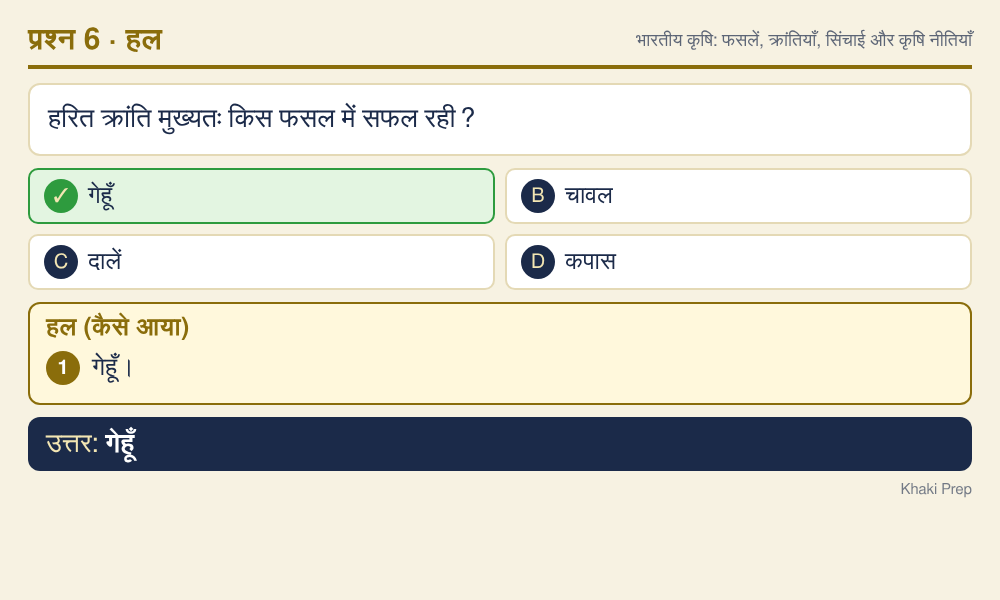 प्रश्न 6 · हल
भारतीय कृषि: फसलें, क्रांतियाँ, सिंचाई और कृषि नीतियाँ
हरित क्रांति मुख्यतः किस फसल में सफल रही ?
✓ गेहूँ
B चावल
C दालें
D कपास
हल (कैसे आया)
1 गेहूँ।
उत्तर: गेहूँ
Khaki Prep